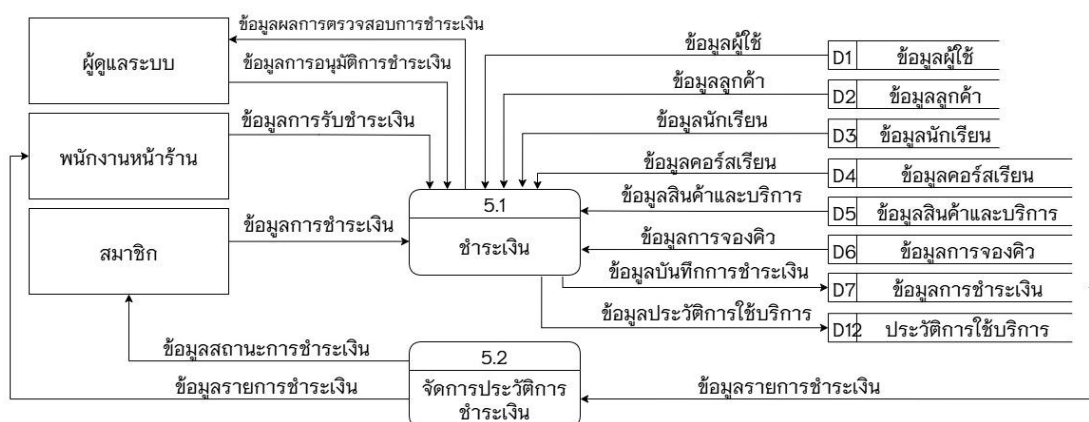 ข้อมูลผลการตรวจสอบการชำระเงิน
ผู้ดูแลระบบ
ข้อมูลการอนุมัติการชำระเงิน
ข้อมูลการรับชำระเงิน
พนักงานหน้าร้าน
ข้อมูลการชำระเงิน
สมาชิก
5.1
ชำระเงิน
ข้อมูลผู้ใช้
D1 ข้อมูลผู้ใช้
ข้อมูลลูกค้า
D2 ข้อมูลลูกค้า
ข้อมูลนักเรียน
D3 ข้อมูลนักเรียน
ข้อมูลคอร์สเรียน
D4 ข้อมูลคอร์สเรียน
ข้อมูลสินค้าและบริการ
D5 ข้อมูลสินค้าและบริการ
ข้อมูลการจองคิว
D6 ข้อมูลการจองคิว
ข้อมูลบันทึกการชำระเงิน
D7 ข้อมูลการชำระเงิน
ข้อมูลประวัติการใช้บริการ
D12 ประวัติการใช้บริการ
ข้อมูลสถานะการชำระเงิน
5.2
จัดการประวัติการ
ชำระเงิน
ข้อมูลรายการชำระเงิน
ข้อมูลรายการชำระเงิน